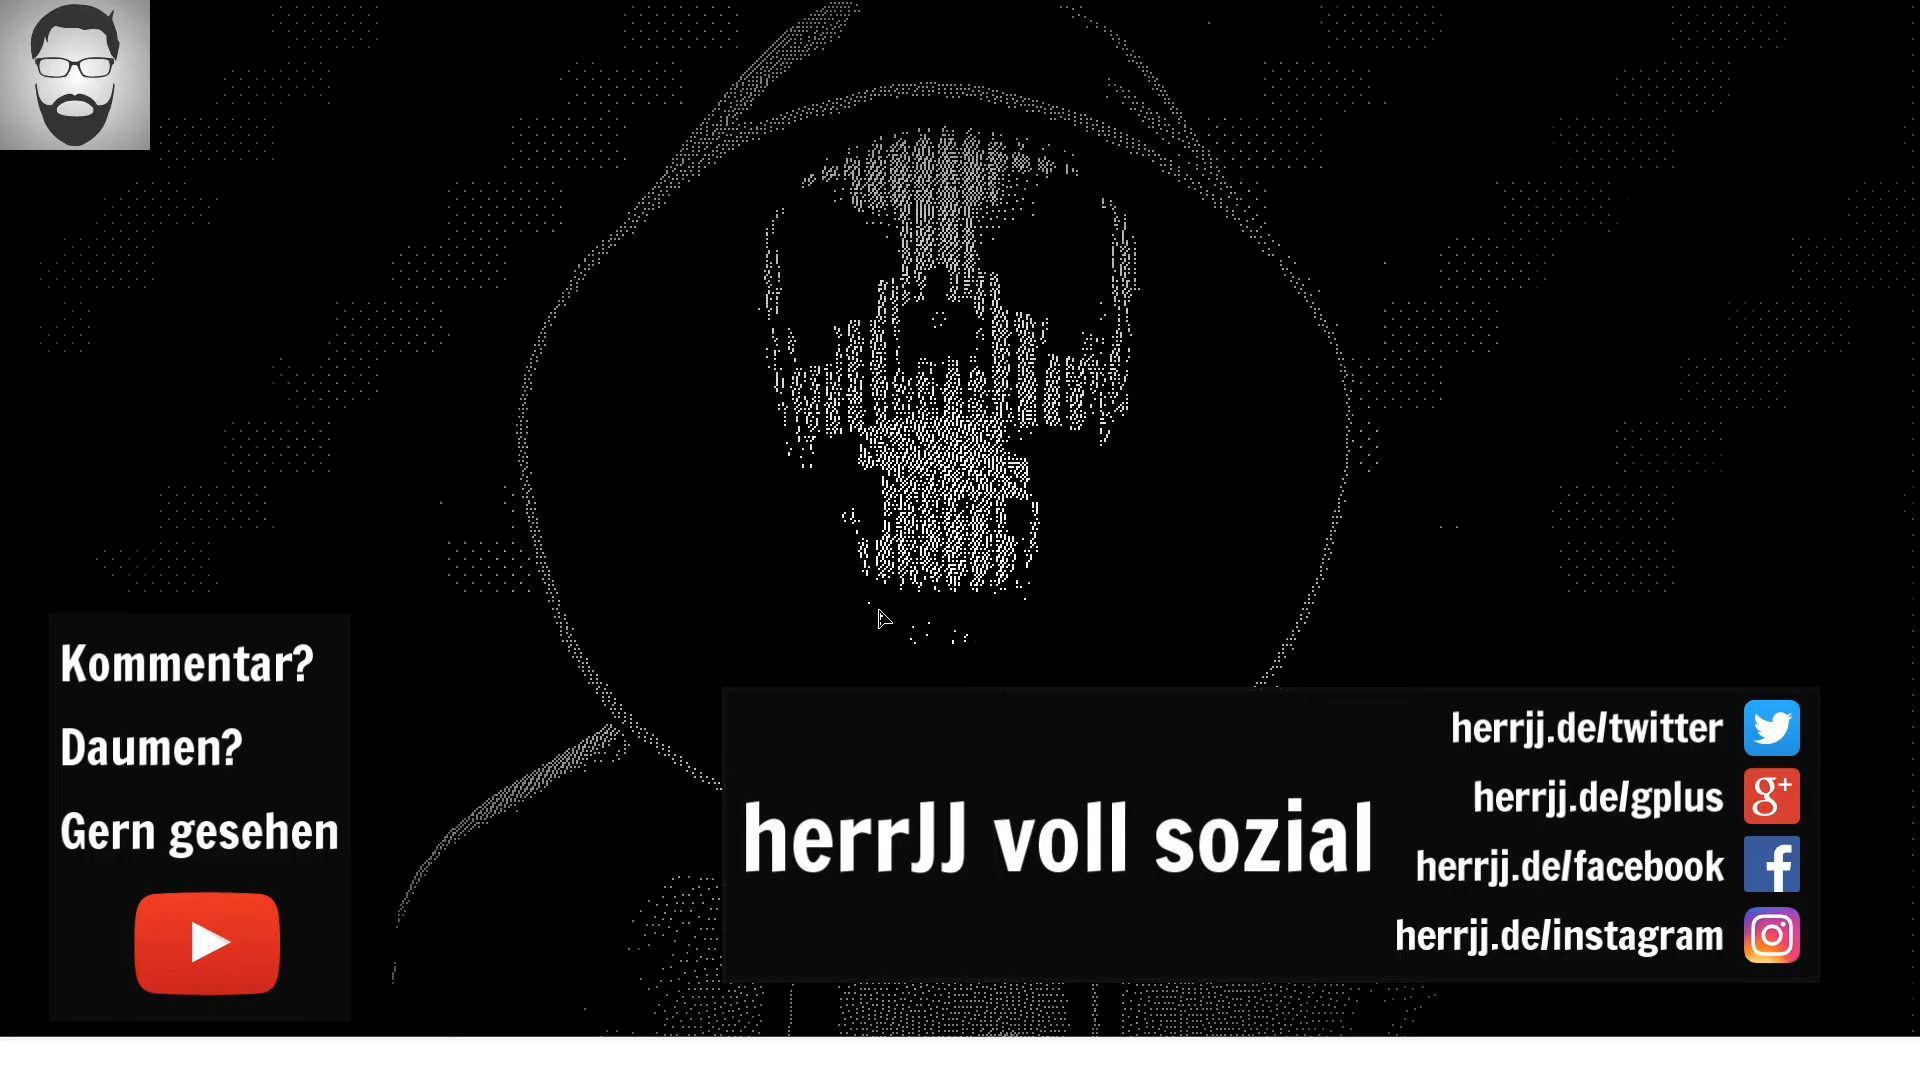 Kommentar?
Daumen?
Gern gesehen
herrJJ voll sozial
herrjj.de/twitter
herrjj.de/gplus
g+
herrjj.de/facebook
f
herrjj.de/instagram